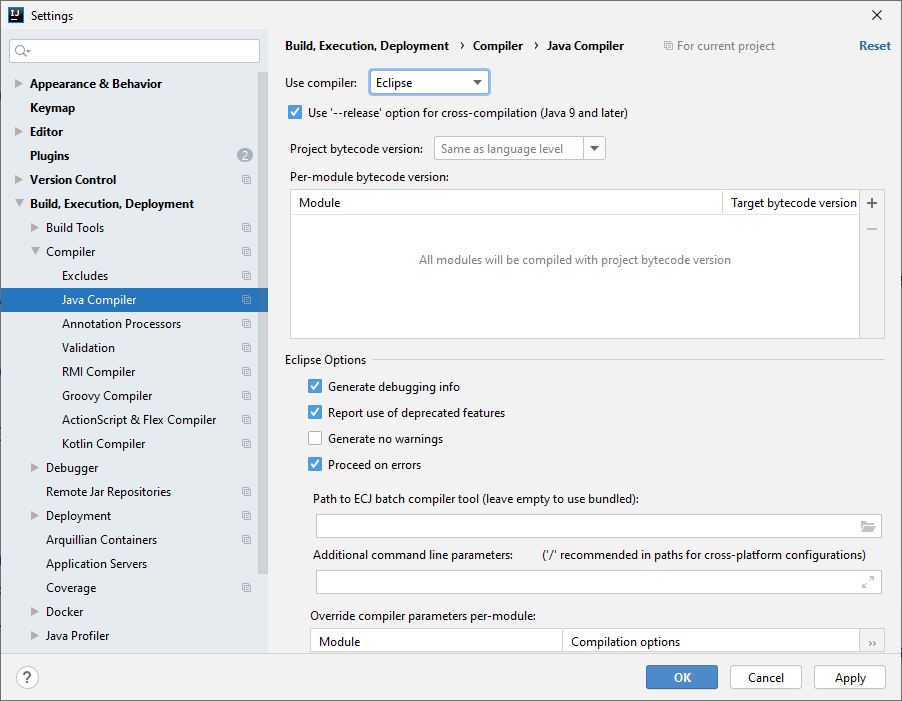 Settings
Build, Execution, Deployment › Compiler › Java Compiler For current project Reset
Appearance & Behavior
Keymap
Editor
Plugins 2
Version Control
Build, Execution, Deployment
Build Tools
Compiler
Excludes
Java Compiler
Annotation Processors
Validation
RMI Compiler
Groovy Compiler
ActionScript & Flex Compiler
Kotlin Compiler
Debugger
Remote Jar Repositories
Deployment
Arquillian Containers
Application Servers
Coverage
Docker
Java Profiler
Use compiler: Eclipse
Use '--release' option for cross-compilation (Java 9 and later)
Project bytecode version: Same as language level
Per-module bytecode version:
Module Target bytecode version
All modules will be compiled with project bytecode version
Eclipse Options
Generate debugging info
Report use of deprecated features
Generate no warnings
Proceed on errors
Path to ECJ batch compiler tool (leave empty to use bundled):
Additional command line parameters: ('/' recommended in paths for cross-platform configurations)
Override compiler parameters per-module:
Module Compilation options ››
? OK Cancel Apply